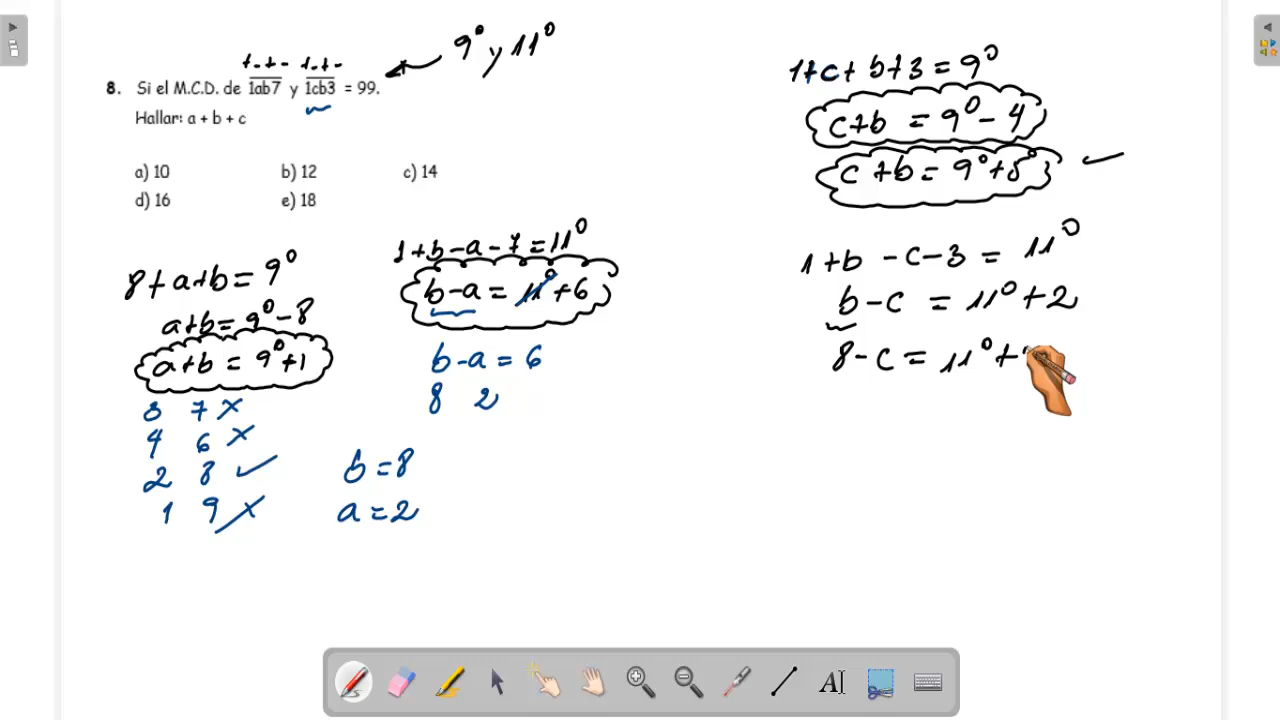 + - + -   + - + -
9° y 11°
8. Si el M.C.D. de 1ab7 y 1cb3 = 99.
Hallar: a + b + c
a) 10 b) 12 c) 14
d) 16 e) 18
8+a+b = 9°
a+b = 9° - 8
a+b = 9° + 1
3 7 ×
4 6 ×
2 8 ✓
1 9 ×
1+b-a-7 = 11°
b-a = 11° + 6
b-a = 6
8 2
b = 8
a = 2
1+c+b+3 = 9°
c+b = 9° - 4
c+b = 9° + 5 ✓
1+b-c-3 = 11°
b-c = 11° + 2
8-c = 11° +